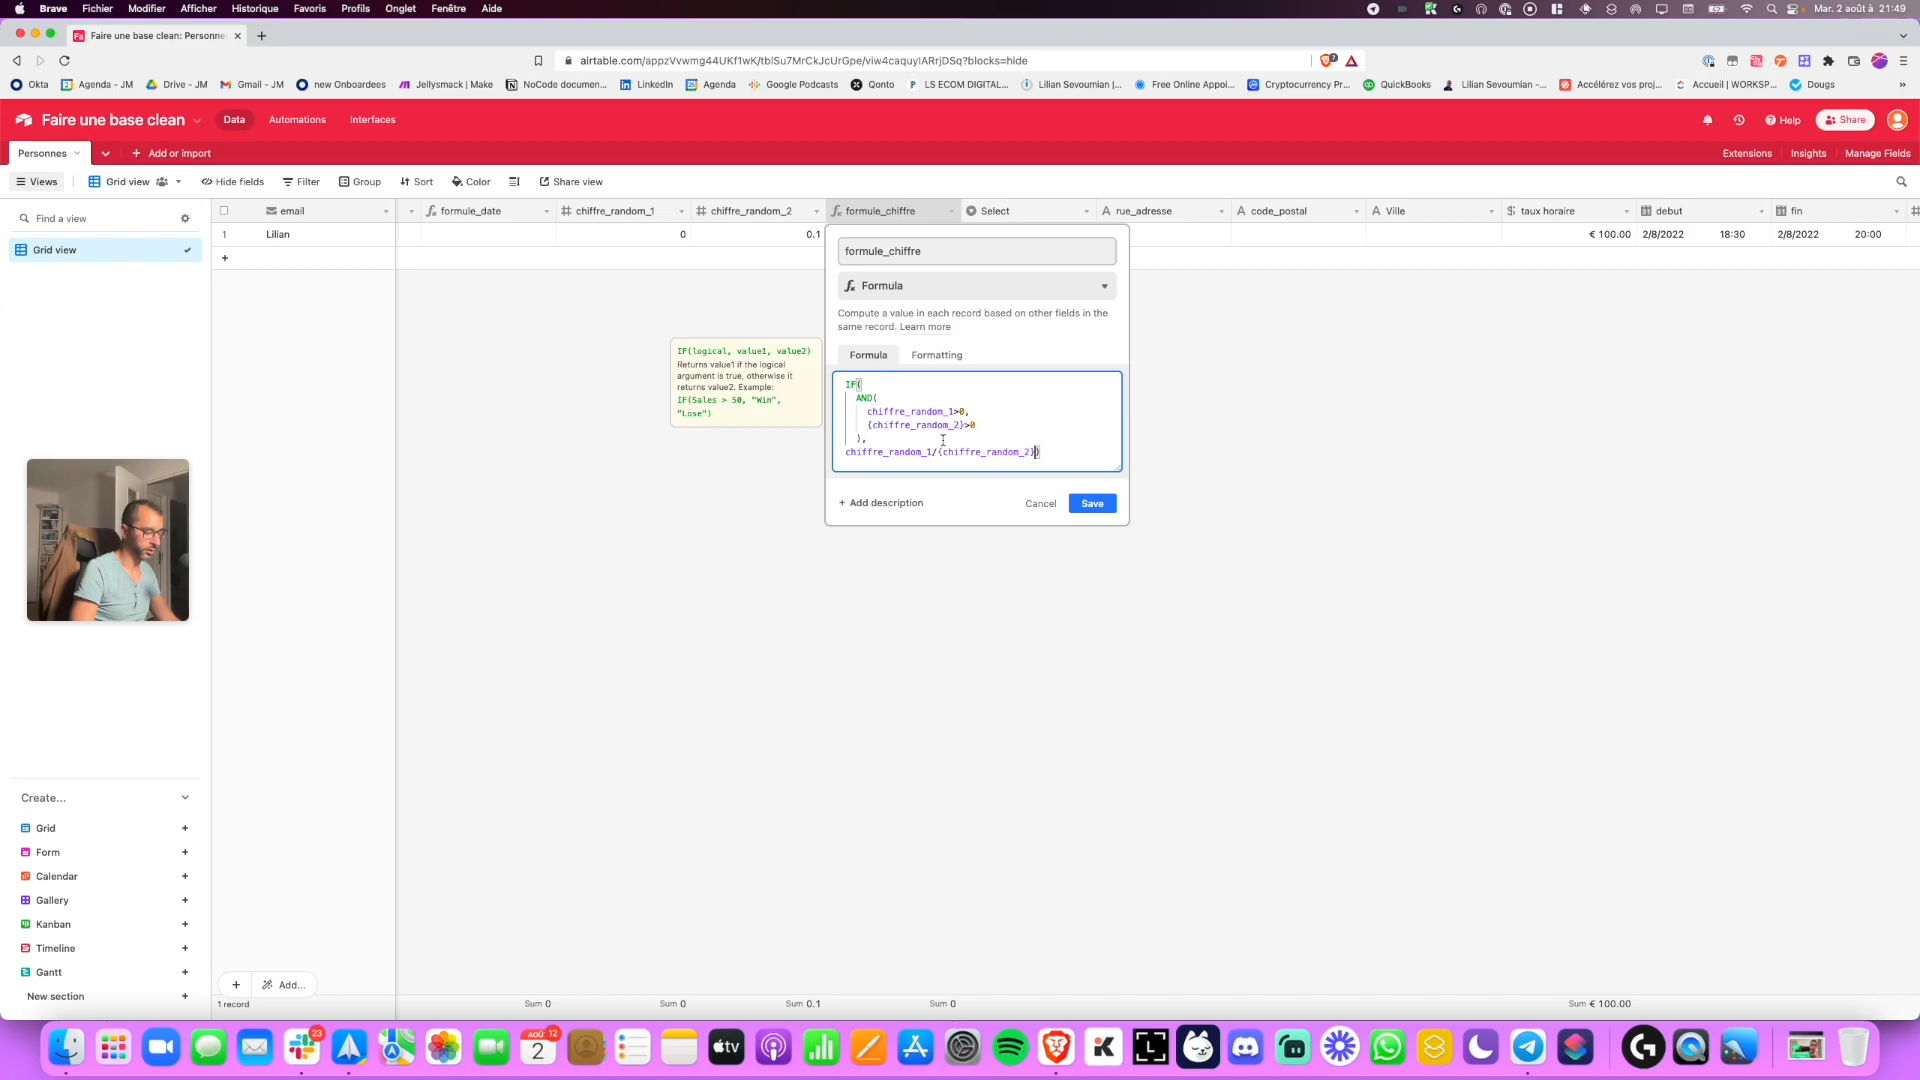 Brave Fichier Modifier Afficher Historique Favoris Profils Onglet Fenêtre Aide Mar. 2 août à 21:49
Faire une base clean: Personne
airtable.com/appzVvwmg44UKf1wK/tblSu7MrCkJcUrGpe/viw4caquylARrjDSq?blocks=hide
Okta Agenda - JM Drive - JM Gmail - JM new Onboardees Jellysmack | Make NoCode documen... LinkedIn Agenda Google Podcasts Qonto LS ECOM DIGITAL... Lilian Sevoumian |... Free Online Appoi... Cryptocurrency Pr... QuickBooks Lilian Sevoumian -... Accélérez vos proj... Accueil | WORKSP... Dougs
Faire une base clean Data Automations Interfaces Help Share
Personnes Add or import Extensions Insights Manage Fields
Views Grid view Hide fields Filter Group Sort Color Share view
Find a view email formule_date chiffre_random_1 chiffre_random_2 formule_chiffre Select rue_adresse code_postal Ville taux horaire debut fin
Grid view
1 Lilian 0 0.1 € 100.00 2/8/2022 18:30 2/8/2022 20:00
+
formule_chiffre
Formula
Compute a value in each record based on other fields in the
same record. Learn more
Formula Formatting
IF(logical, value1, value2)
Returns value1 if the logical
argument is true, otherwise it
returns value2. Example:
IF(Sales > 50, "Win",
"Lose")
IF(
AND(
chiffre_random_1>0,
{chiffre_random_2}>0
),
chiffre_random_1/{chiffre_random_2})
+ Add description Cancel Save
Create...
Grid +
Form +
Calendar +
Gallery +
Kanban +
Timeline +
Gantt +
New section +
+ Add...
1 record Sum 0 Sum 0 Sum 0.1 Sum 0 Sum € 100.00
23
AOÛ 12
2
tv